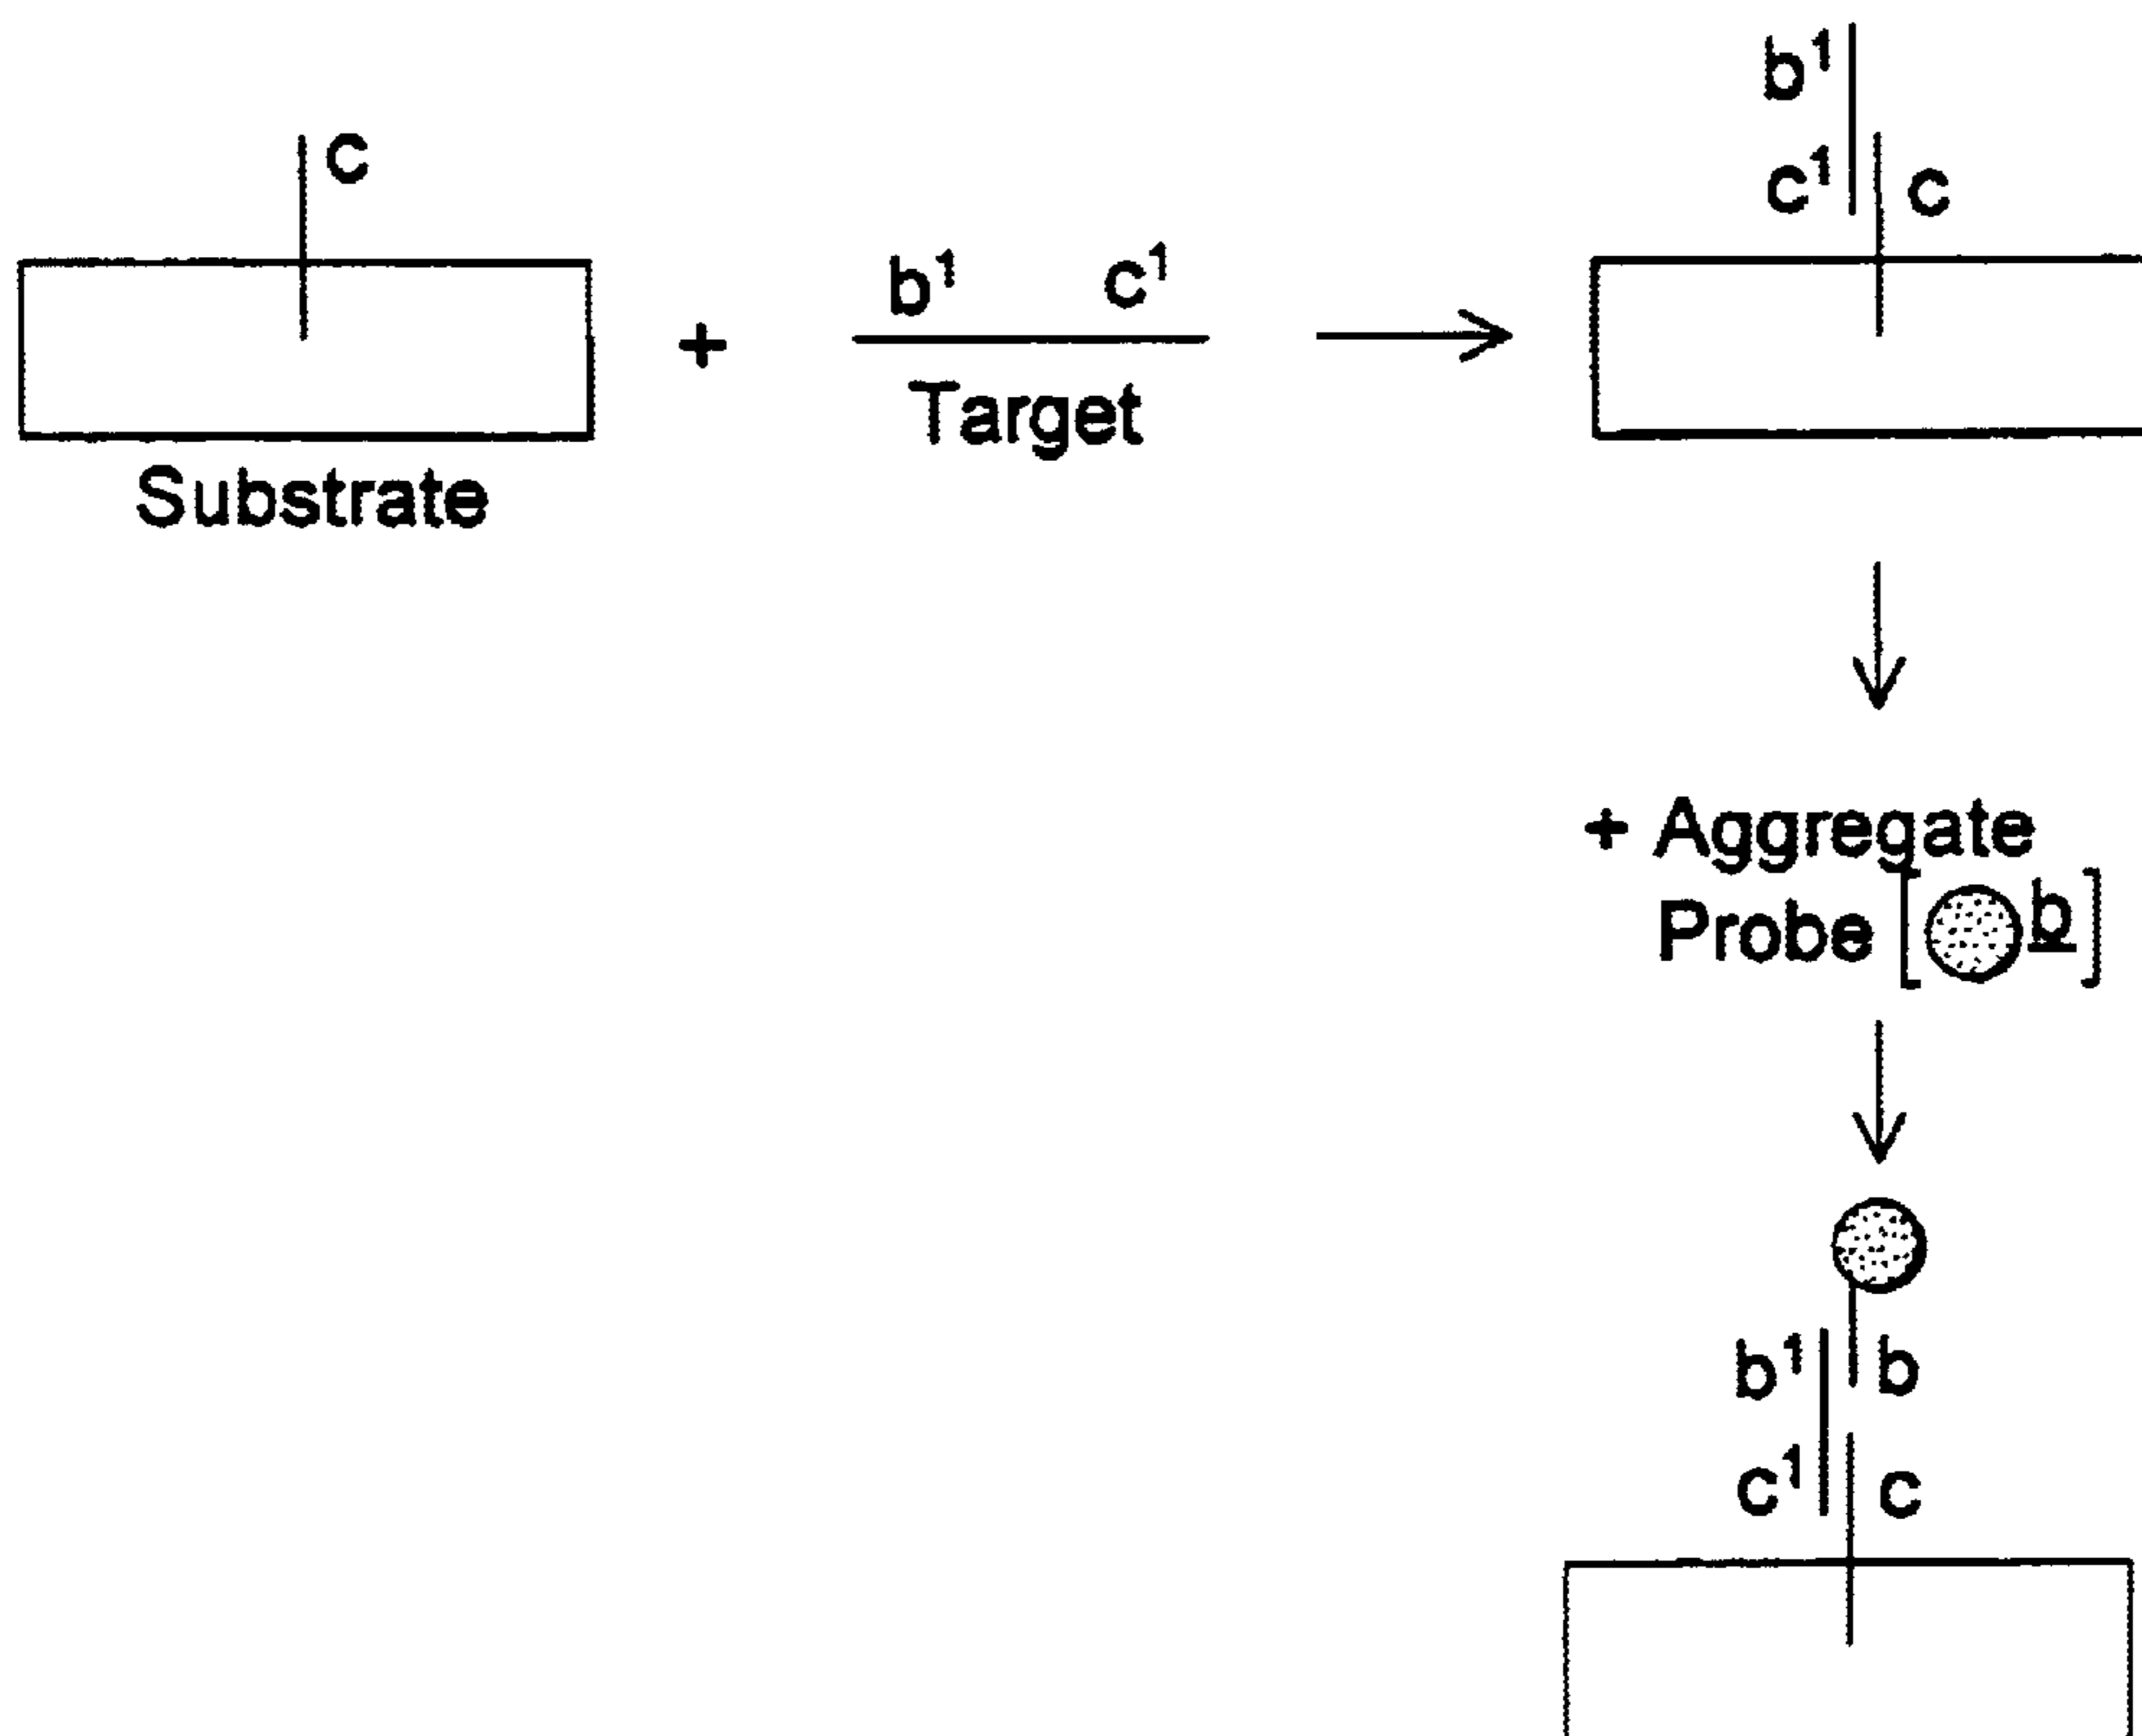 c
Substrate
+
b¹ c¹
Target
b¹
c¹ c
+ Aggregate
Probe [ b ]
b¹ b
c¹ c